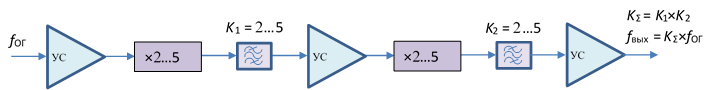 fОГ
УС
×2...5
K1 = 2...5
УС
×2...5
K2 = 2...5
УС
KΣ = K1×K2
fвых = KΣ×fОГ